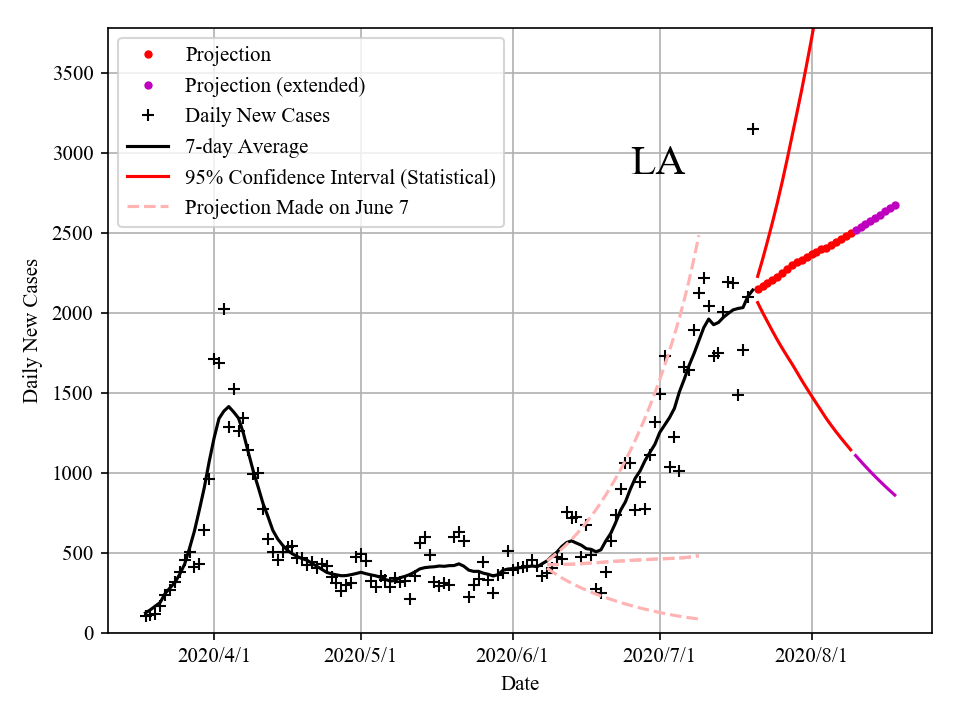 Projection
Projection (extended)
Daily New Cases
7-day Average
95% Confidence Interval (Statistical)
Projection Made on June 7
LA
3500
3000
2500
2000
1500
1000
500
0
Daily New Cases
2020/4/1
2020/5/1
2020/6/1
2020/7/1
2020/8/1
Date